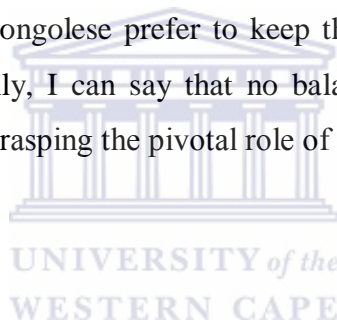 ongolese prefer to keep th
ly, I can say that no bala
rasping the pivotal role of
UNIVERSITY of the
WESTERN CAPE